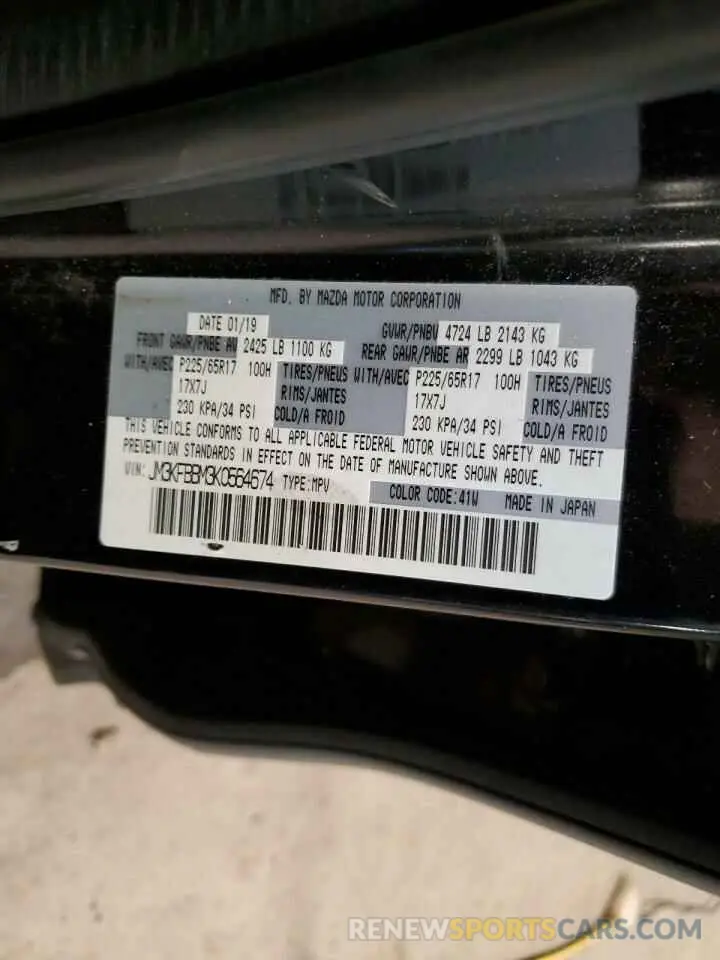 MFD. BY MAZDA MOTOR CORPORATION
DATE 01/19 GVWR/PNBV 4724 LB 2143 KG
FRONT GAWR/PNBE AV 2425 LB 1100 KG REAR GAWR/PNBE AR 2299 LB 1043 KG
WITH/AVEC P225/65R17 100H TIRES/PNEUS WITH/AVEC P225/65R17 100H TIRES/PNEUS
17X7J RIMS/JANTES 17X7J RIMS/JANTES
230 KPA/34 PSI COLD/A FROID 230 KPA/34 PSI COLD/A FROID
THIS VEHICLE CONFORMS TO ALL APPLICABLE FEDERAL MOTOR VEHICLE SAFETY AND THEFT
PREVENTION STANDARDS IN EFFECT ON THE DATE OF MANUFACTURE SHOWN ABOVE.
VIN: JM3KFBBM3K0564674 TYPE:MPV COLOR CODE:41W MADE IN JAPAN
RENEWSPORTSCARS.COM